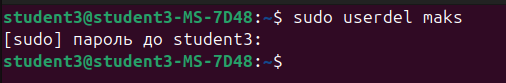 student3@student3-MS-7D48:~$ sudo userdel maks
[sudo] пароль до student3:
student3@student3-MS-7D48:~$